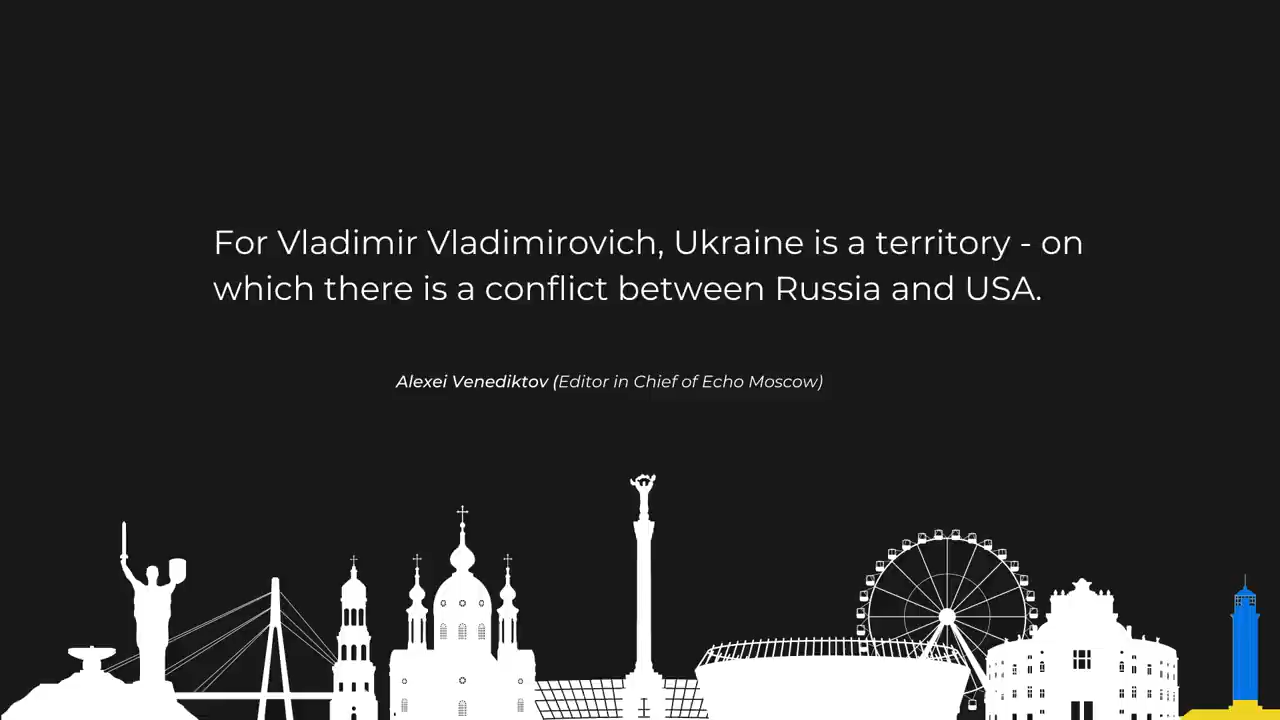 For Vladimir Vladimirovich, Ukraine is a territory - on
which there is a conflict between Russia and USA.
Alexei Venediktov (Editor in Chief of Echo Moscow)